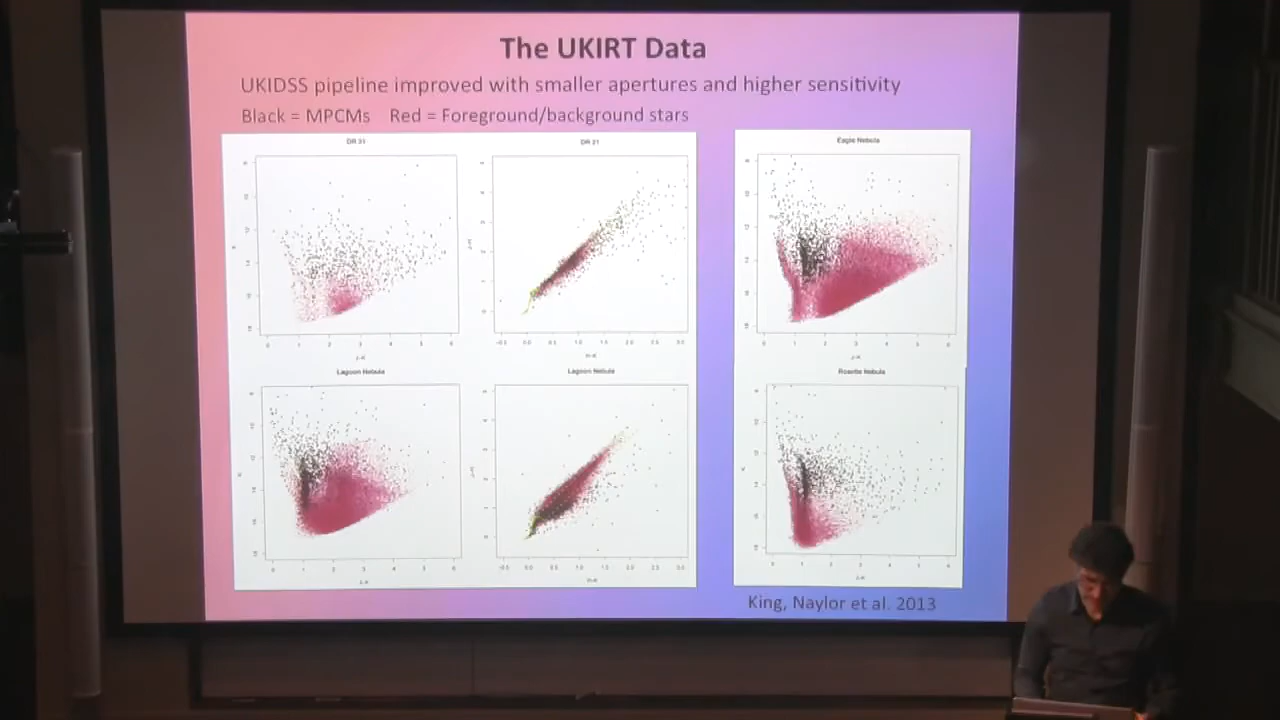 The UKIRT Data
UKIDSS pipeline improved with smaller apertures and higher sensitivity
Black = MPCMs Red = Foreground/background stars
DR 21
DR 21
Eagle Nebula
J-K
H-K
J-K
Lagoon Nebula
Lagoon Nebula
Rosette Nebula
J-K
H-K
J-K
King, Naylor et al. 2013